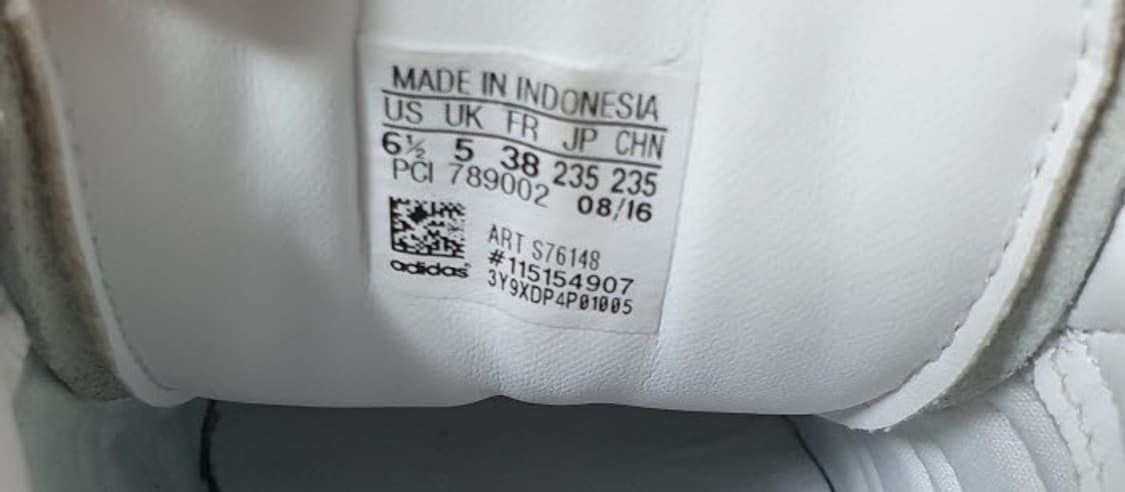 MADE IN INDONESIA
US UK FR JP CHN
6½ 5 38 235 235
PCI 789002 08/16
ART S76148
#115154907
3Y9XDP4P01005
adidas